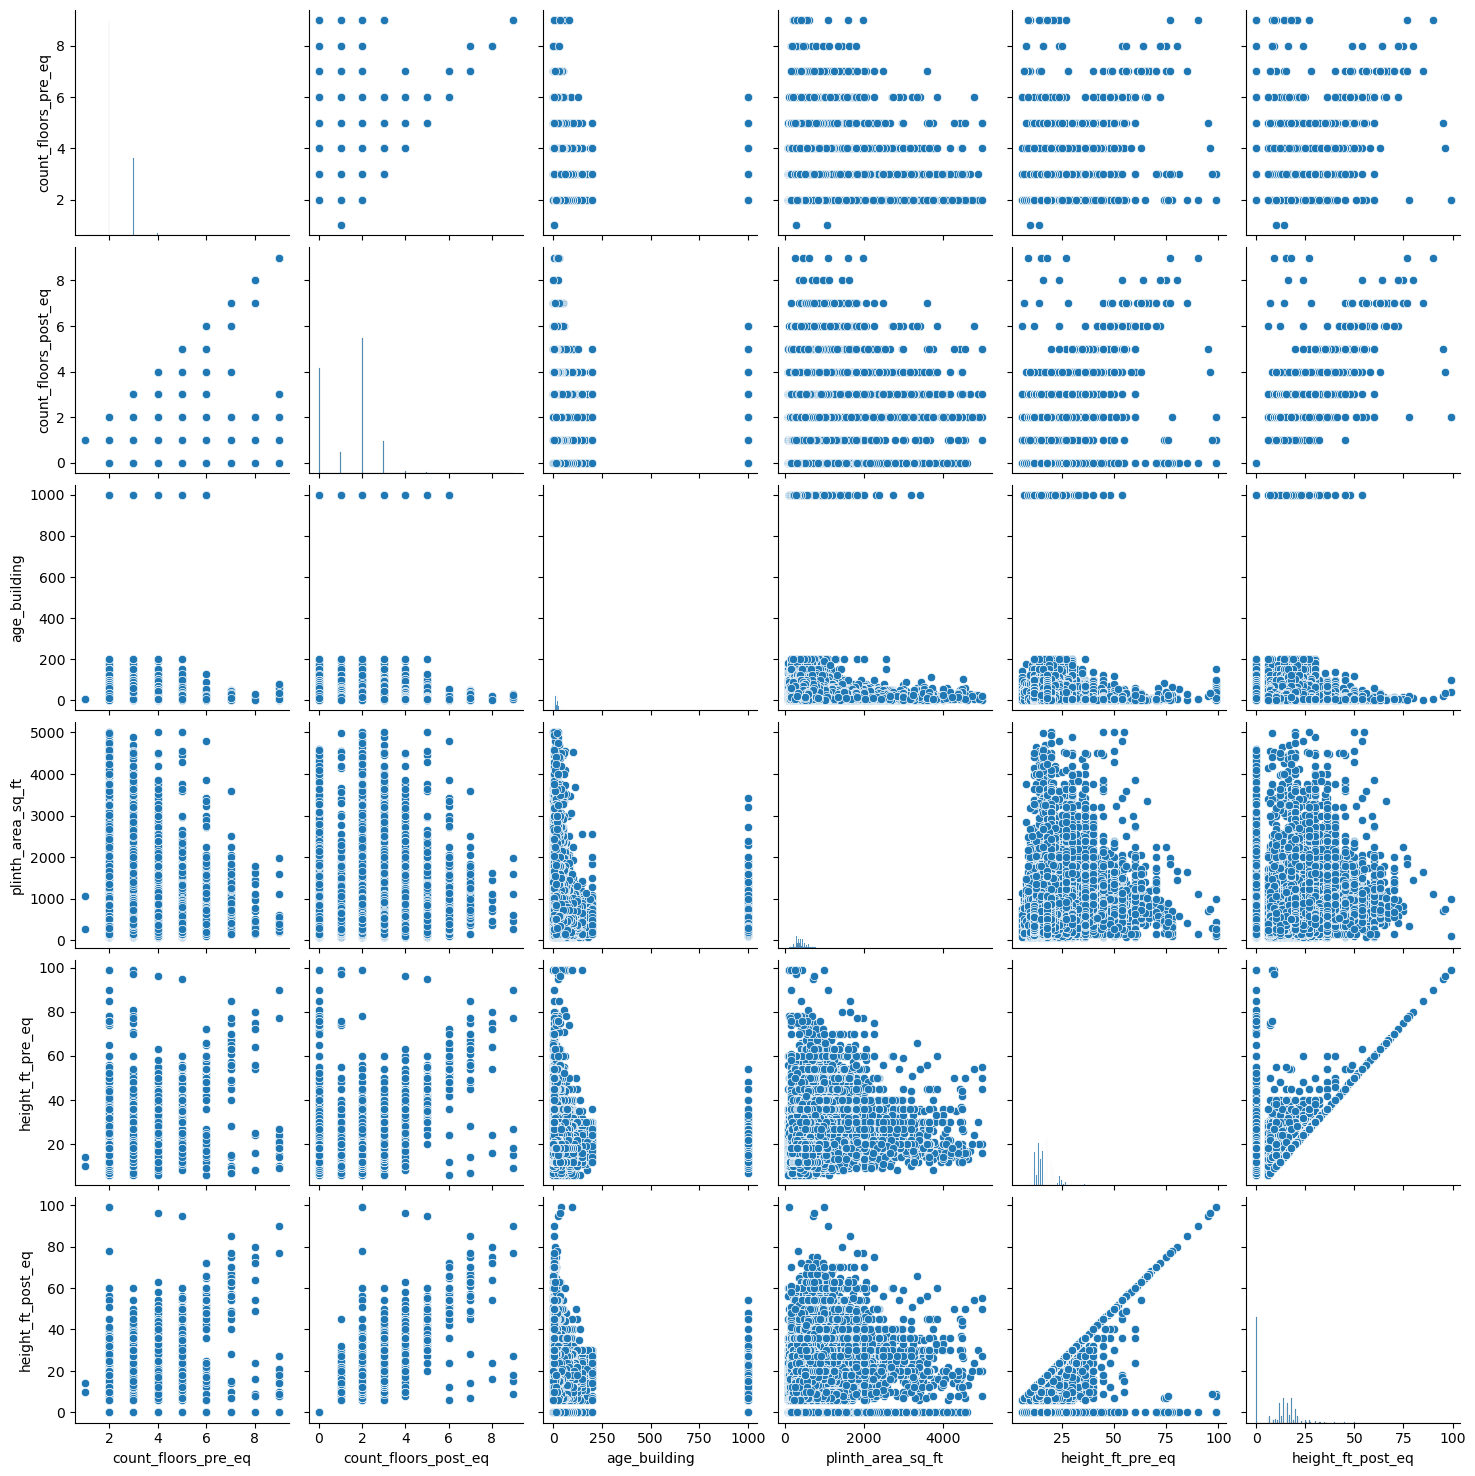 count_floors_pre_eq
8
6
4
2
count_floors_post_eq
8
6
4
2
0
age_building
1000
800
600
400
200
0
plinth_area_sq_ft
5000
4000
3000
2000
1000
0
height_ft_pre_eq
100
80
60
40
20
height_ft_post_eq
100
80
60
40
20
0
2 4 6 8
0 2 4 6 8
0 250 500 750 1000
0 2000 4000
25 50 75 100
0 25 50 75 100
count_floors_pre_eq count_floors_post_eq age_building plinth_area_sq_ft height_ft_pre_eq height_ft_post_eq